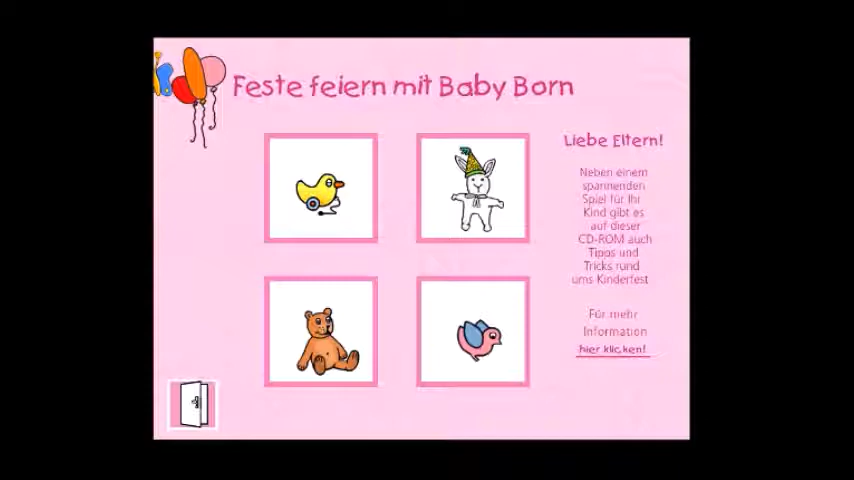 Feste feiern mit Baby Born
Liebe Eltern!
Neben einem
spannenden
Spiel für Ihr
Kind gibt es
auf dieser
CD-ROM auch
Tipps und
Tricks rund
ums Kinderfest
Für mehr
Information
hier klicken!